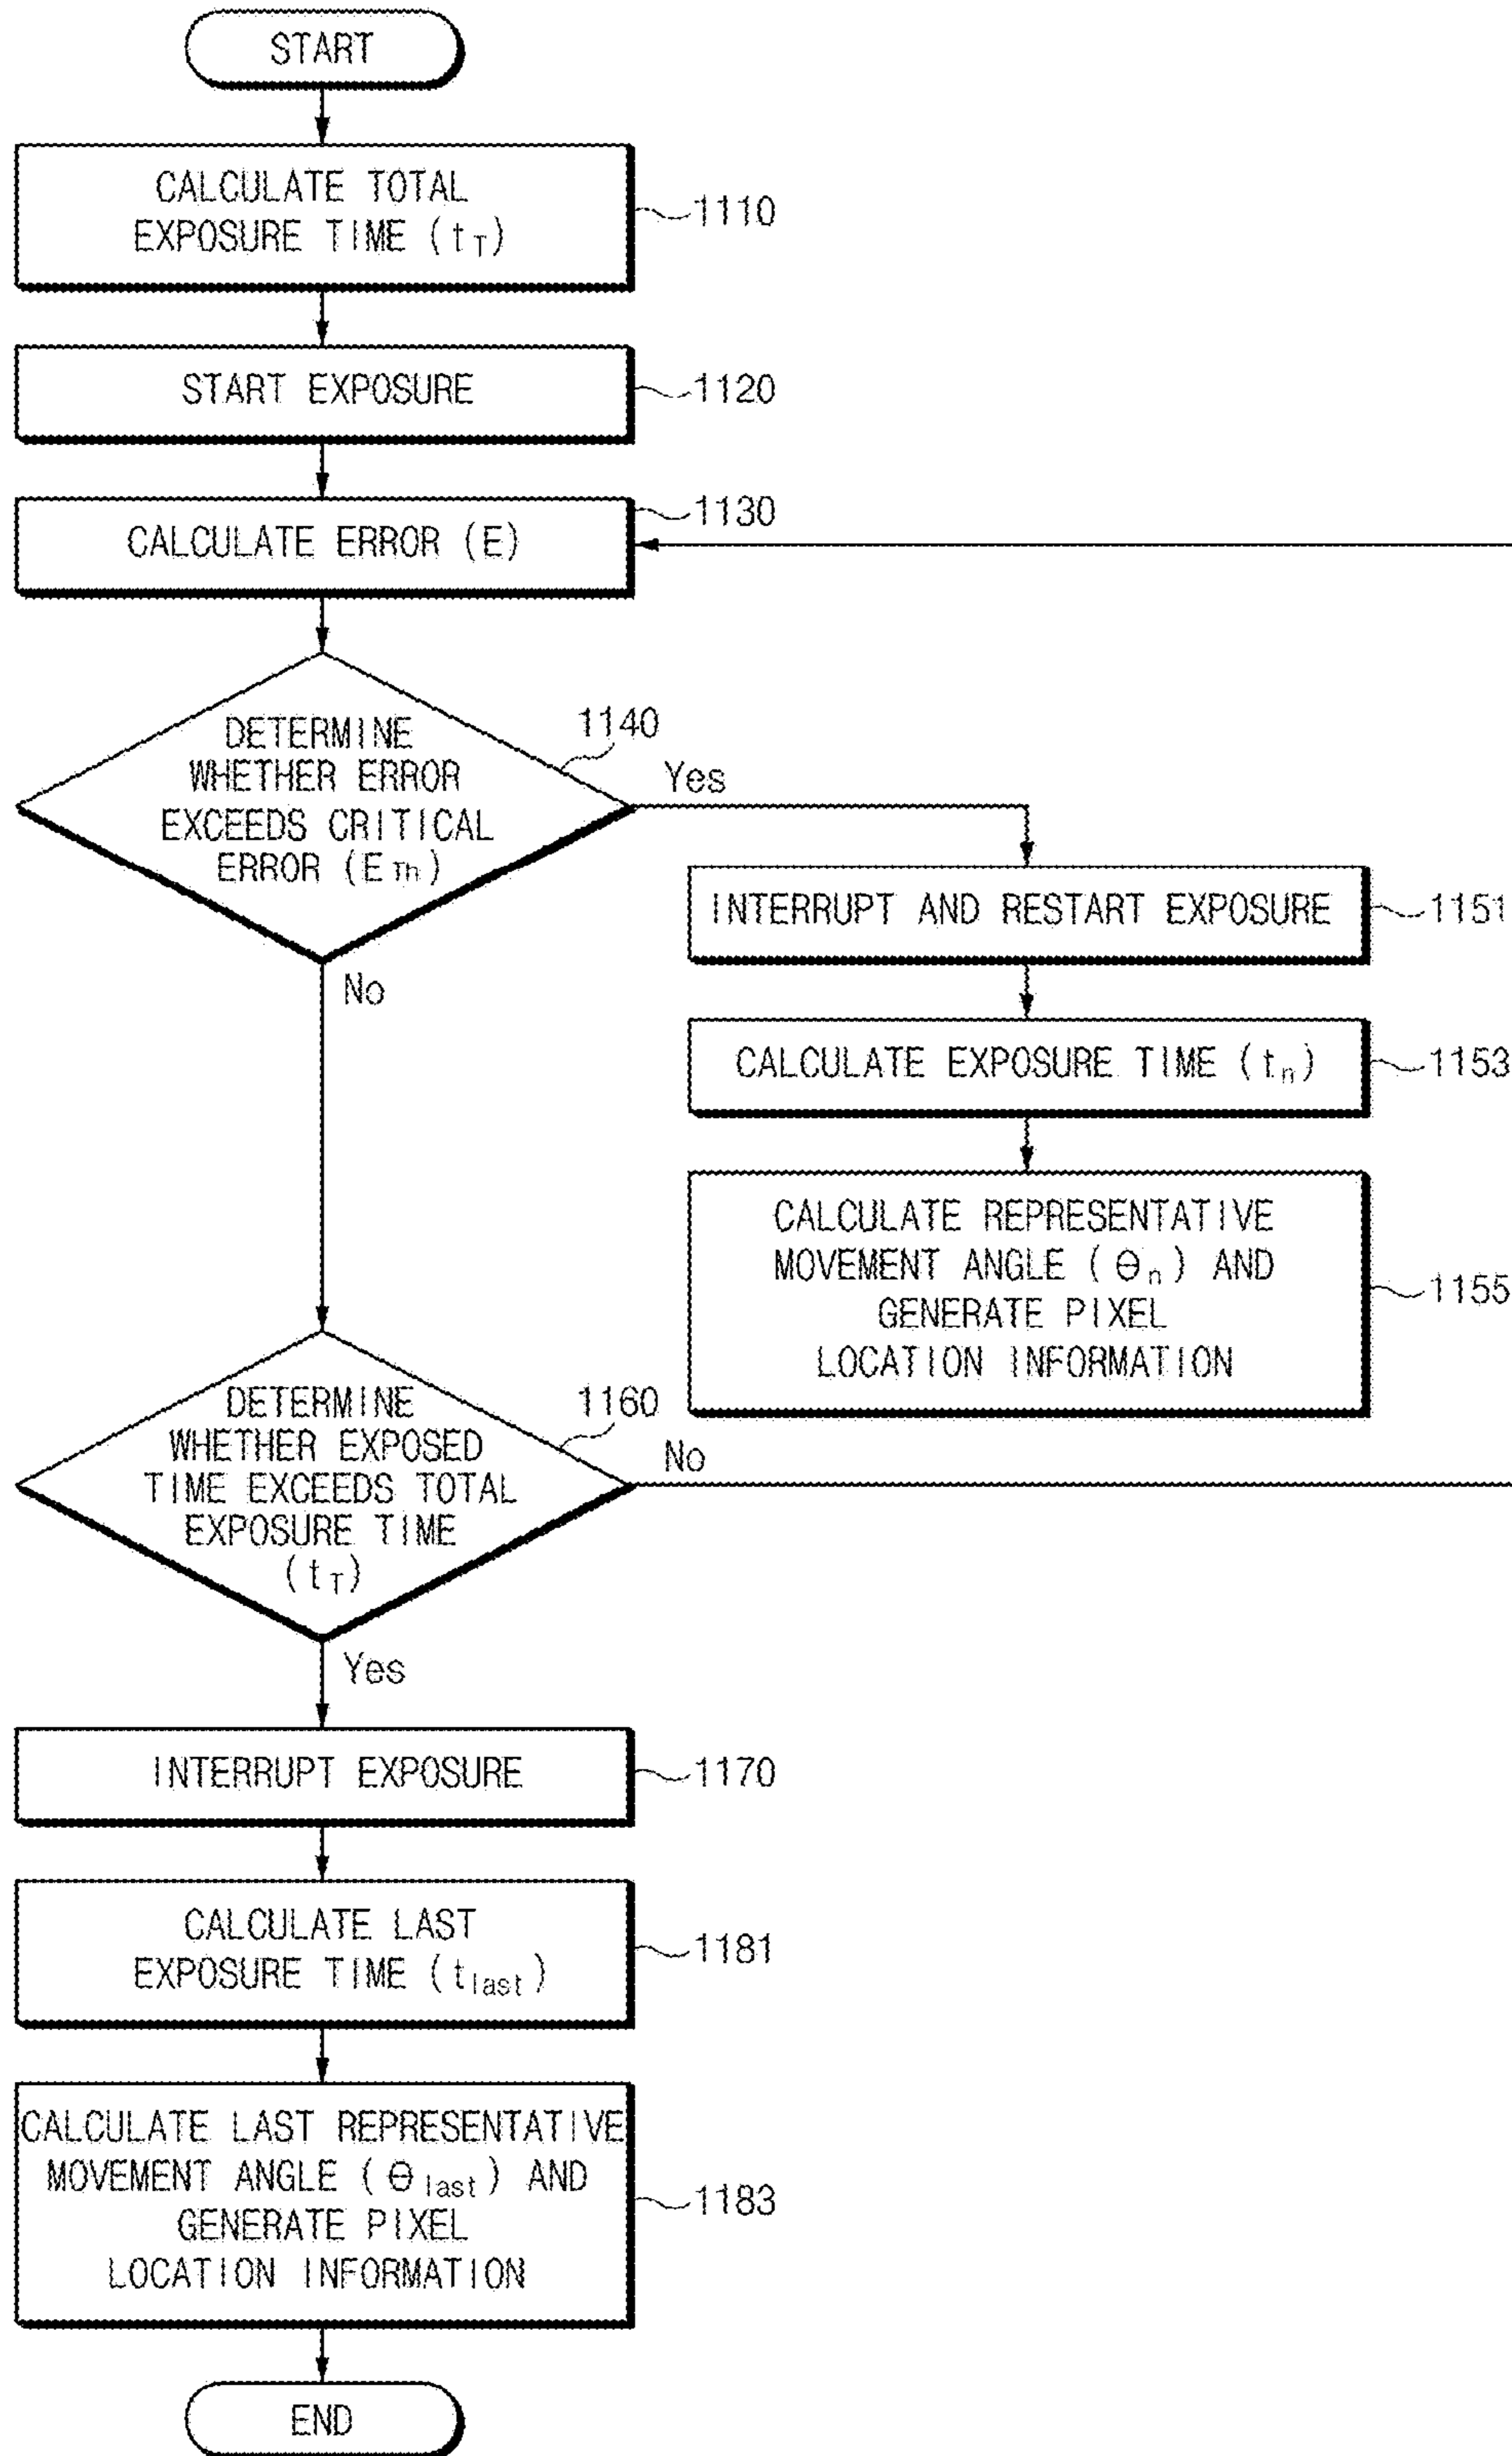 START
CALCULATE TOTAL
EXPOSURE TIME (tT)
1110
START EXPOSURE
1120
CALCULATE ERROR (E)
1130
DETERMINE
WHETHER ERROR
EXCEEDS CRITICAL
ERROR (ETh)
1140
Yes
No
INTERRUPT AND RESTART EXPOSURE
1151
CALCULATE EXPOSURE TIME (tn)
1153
CALCULATE REPRESENTATIVE
MOVEMENT ANGLE (θn) AND
GENERATE PIXEL
LOCATION INFORMATION
1155
DETERMINE
WHETHER EXPOSED
TIME EXCEEDS TOTAL
EXPOSURE TIME
(tT)
1160
No
Yes
INTERRUPT EXPOSURE
1170
CALCULATE LAST
EXPOSURE TIME (tlast)
1181
CALCULATE LAST REPRESENTATIVE
MOVEMENT ANGLE (θlast) AND
GENERATE PIXEL
LOCATION INFORMATION
1183
END